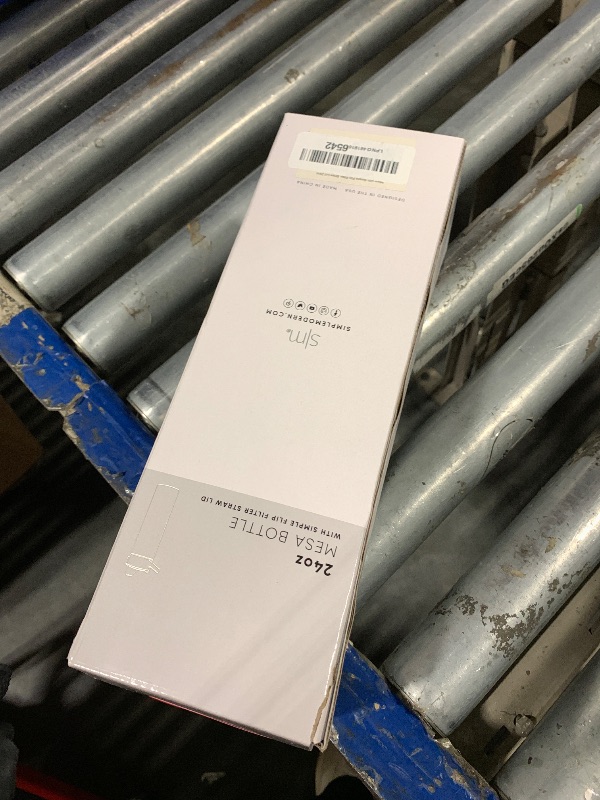 24oz
MESA BOTTLE
WITH SIMPLE FLIP FILTER STRAW LID
s|m
SIMPLEMODERN.COM
DESIGNED IN THE USA MADE IN CHINA
6542